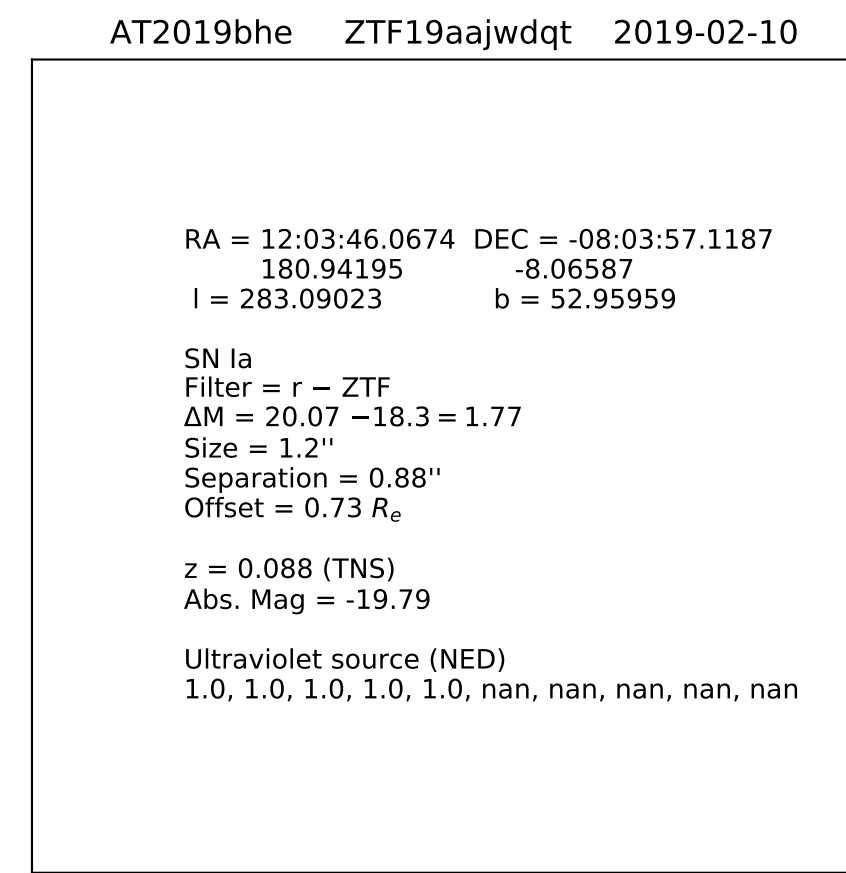 AT2019bhe ZTF19aajwdqt 2019-02-10
RA = 12:03:46.0674 DEC = -08:03:57.1187
180.94195 -8.06587
l = 283.09023 b = 52.95959
SN Ia
Filter = r − ZTF
ΔM = 20.07 −18.3 = 1.77
Size = 1.2''
Separation = 0.88''
Offset = 0.73 Rₑ
z = 0.088 (TNS)
Abs. Mag = -19.79
Ultraviolet source (NED)
1.0, 1.0, 1.0, 1.0, 1.0, nan, nan, nan, nan, nan